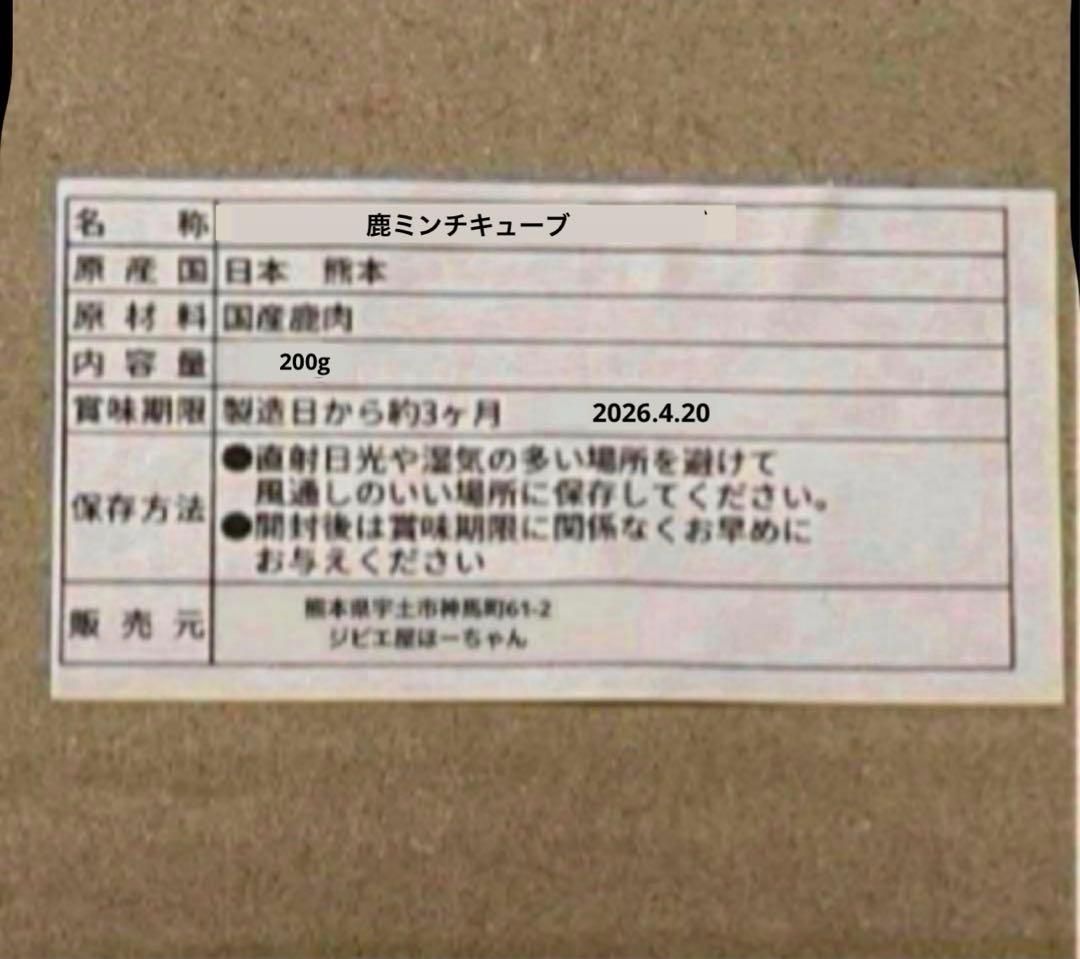 名称 鹿ミンチキューブ
原産国 日本 熊本
原材料 国産鹿肉
内容量 200g
賞味期限 製造日から約3ヶ月 2026.4.20
保存方法 ●直射日光や湿気の多い場所を避けて
風通しのいい場所に保存してください。
●開封後は賞味期限に関係なくお早めに
お与えください
販売元 熊本県宇土市神馬町61-2
ジビエ屋ほーちゃん